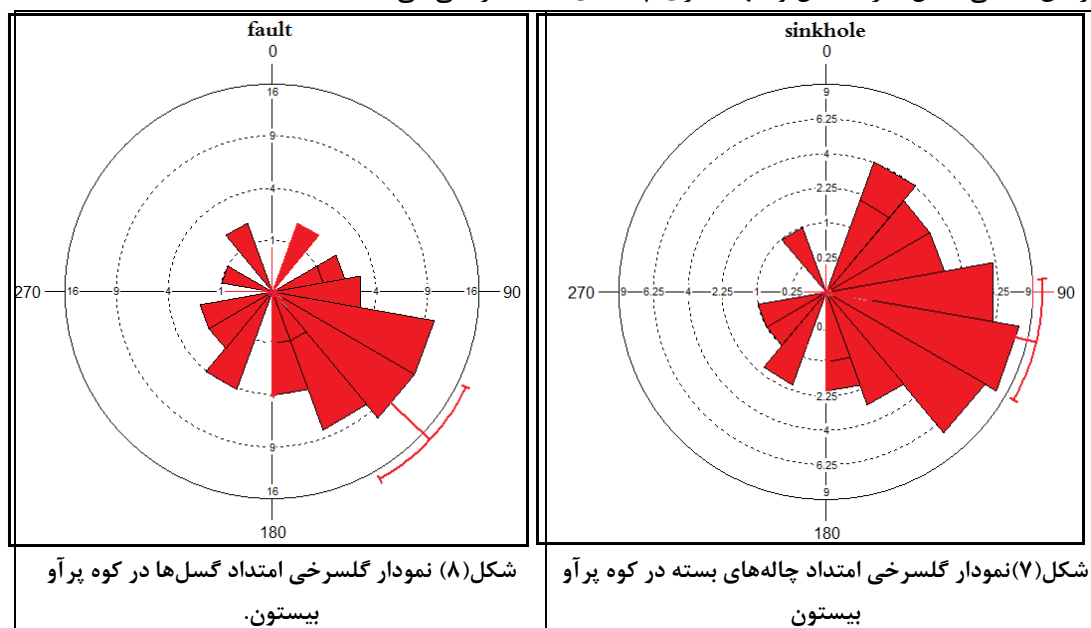 sinkhole
0
9
6.25
4
2.25
1
0.25
270 9 6.25 4 2.25 1 0.25 9 90
2.25
4
6.25
9
180
شکل(۷)نمودار گلسرخی امتداد چاله‌های بسته در کوه پرآو
بیستون
fault
0
16
9
4
1
270 16 9 4 1 4 9 16 90
4
9
16
180
شکل(۸) نمودار گلسرخی امتداد گسل‌ها در کوه پرآو
بیستون.